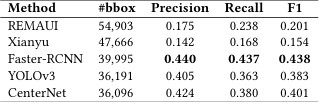 Method #bbox Precision Recall F1
REMAUI 54,903 0.175 0.238 0.201
Xianyu 47,666 0.142 0.168 0.154
Faster-RCNN 39,995 0.440 0.437 0.438
YOLOv3 36,191 0.405 0.363 0.383
CenterNet 36,096 0.424 0.380 0.401